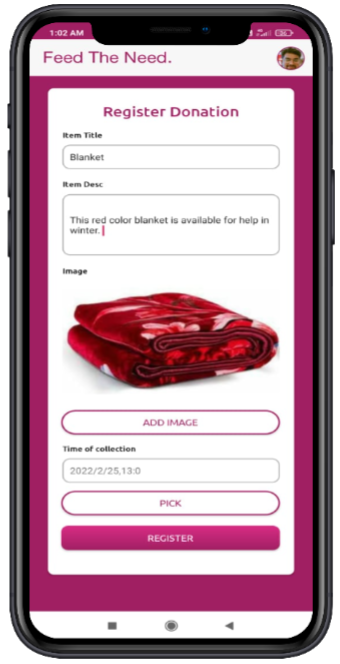 1:02 AM
Feed The Need.
Register Donation
Item Title
Blanket
Item Desc
This red color blanket is available for help in
winter.
Image
ADD IMAGE
Time of collection
2022/2/25,13:0
PICK
REGISTER